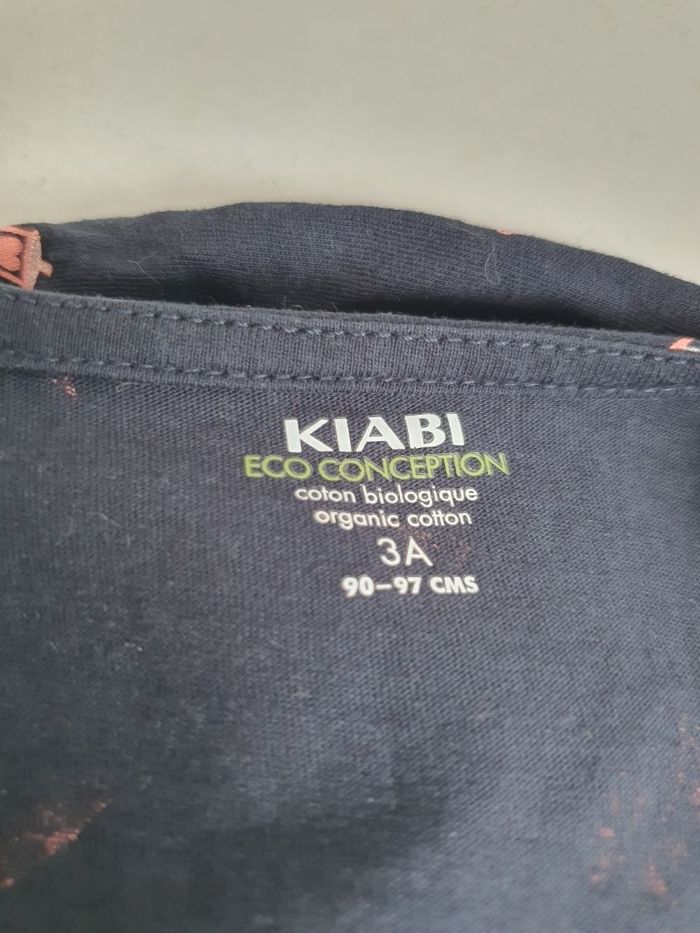 KIABI
ECO CONCEPTION
coton biologique
organic cotton
3A
90-97 CMS